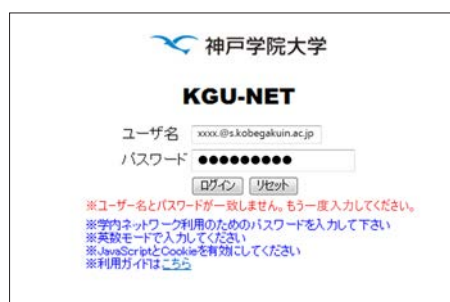 神戸学院大学
KGU-NET
ユーザ名 xxxx.@s.kobegakuin.ac.jp
パスワード ●●●●●●●●●
ログイン リセット
※ユーザー名とパスワードが一致しません。もう一度入力してください。
※学内ネットワーク利用のためのパスワードを入力して下さい
※英数モードで入力してください
※JavaScriptとCookieを有効にしてください
※利用ガイドはこちら